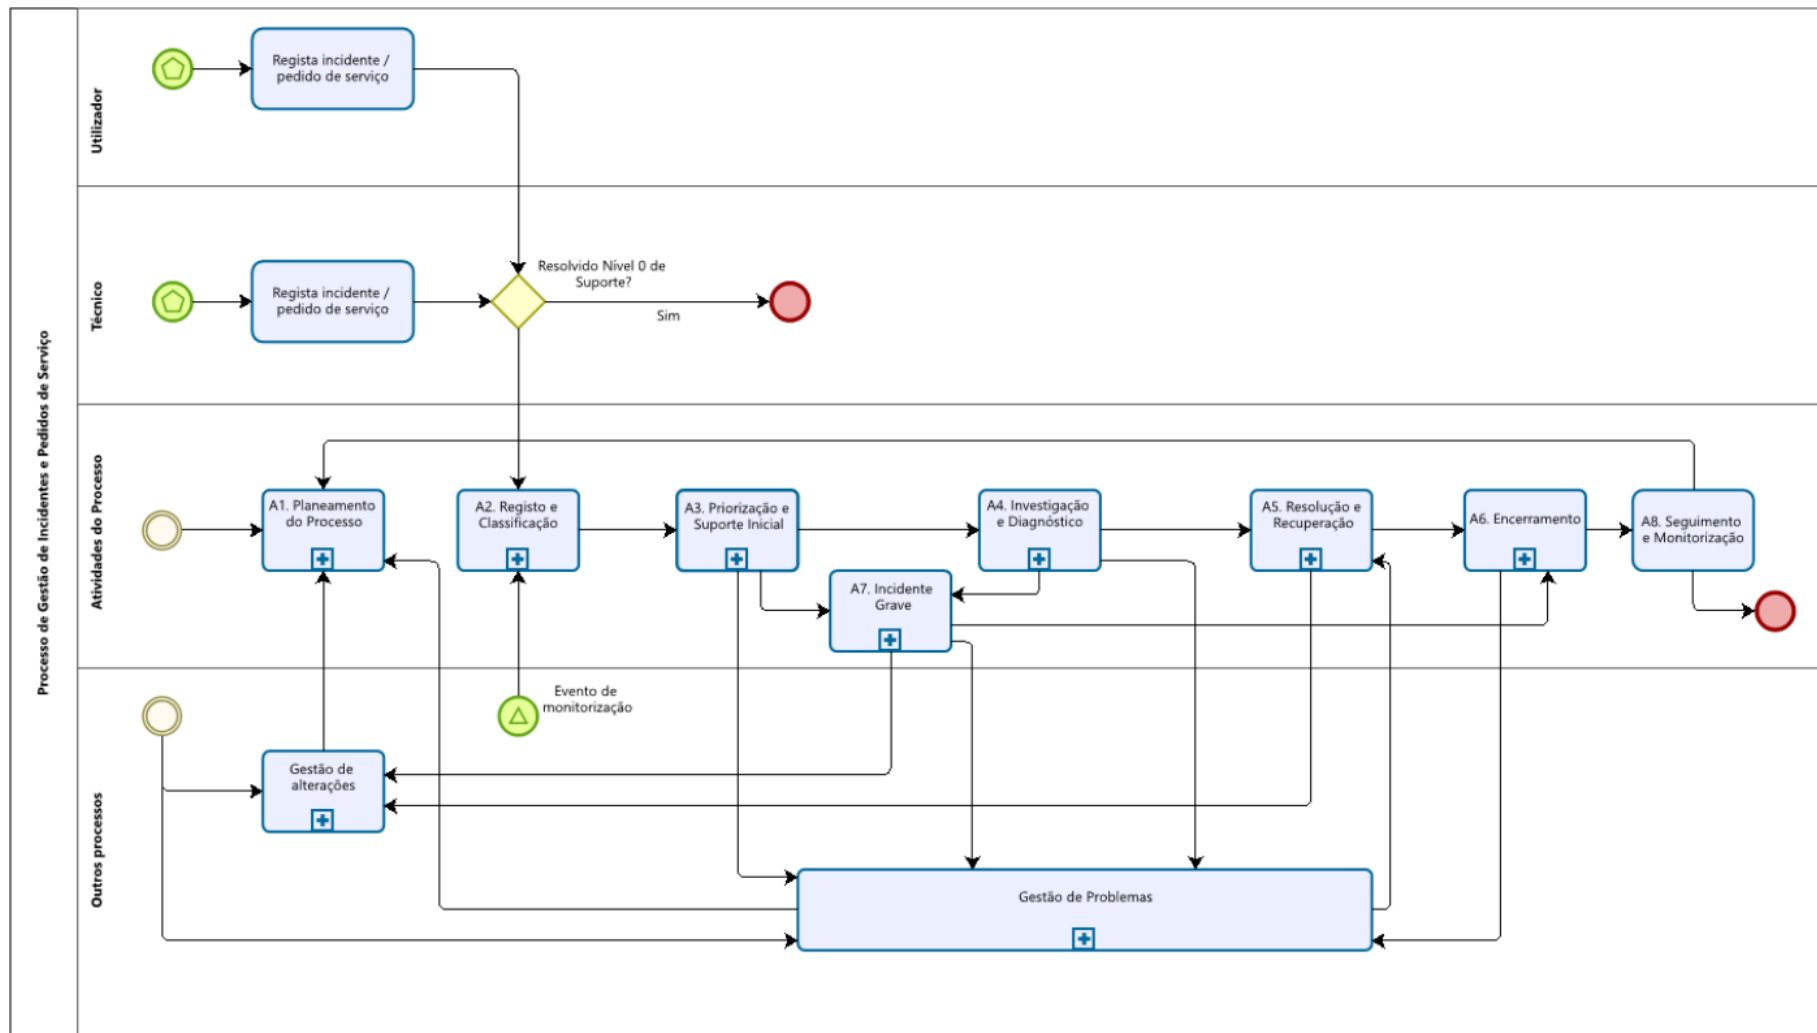 Processo de Gestão de Incidentes e Pedidos de Serviço
Utilizador
Regista incidente /
pedido de serviço
Técnico
Regista incidente /
pedido de serviço
Resolvido Nível 0 de
Suporte?
Sim
Atividades do Processo
A1. Planeamento
do Processo
A2. Registo e
Classificação
A3. Priorização e
Suporte Inicial
A4. Investigação
e Diagnóstico
A5. Resolução e
Recuperação
A6. Encerramento
A8. Seguimento
e Monitorização
A7. Incidente
Grave
Outros processos
Evento de
monitorização
Gestão de
alterações
Gestão de Problemas